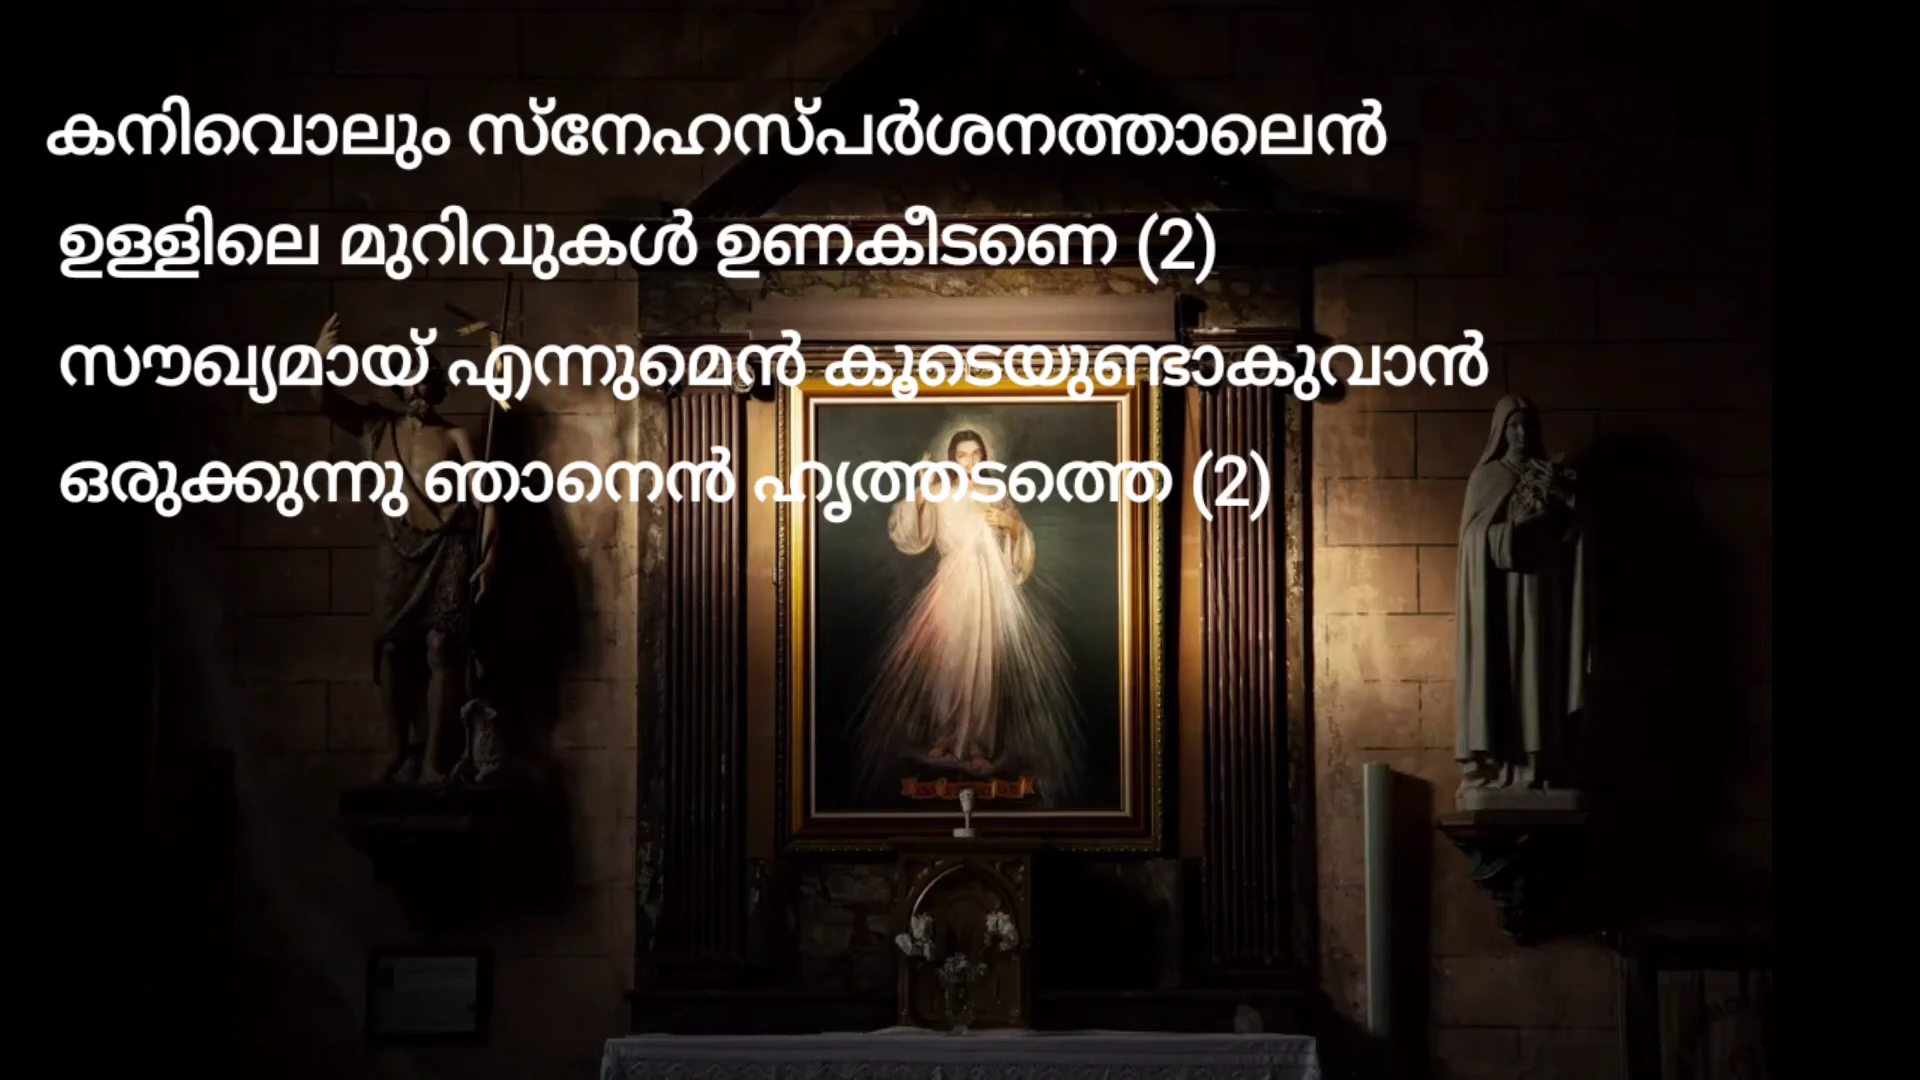 കനിവൊലും സ്നേഹസ്പർശനത്താലെൻ
ഉള്ളിലെ മുറിവുകൾ ഉണകീടണെ (2)
സൗഖ്യമായ് എന്നുമെൻ കൂടെയുണ്ടാകുവാൻ
ഒരുക്കുന്നു ഞാനെൻ ഹൃത്തടത്തെ (2)